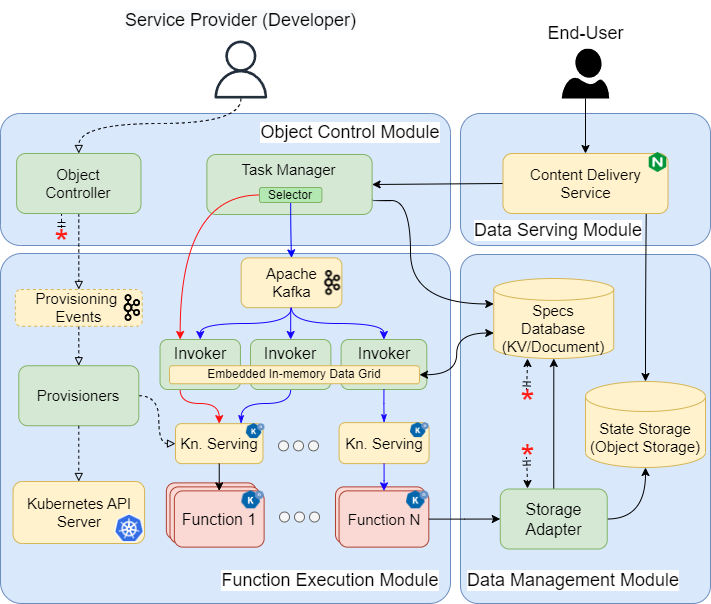 Service Provider (Developer)
End-User
Object Control Module
Object
Controller
Task Manager
Selector
Content Delivery
Service
Data Serving Module
Provisioning
Events
Apache
Kafka
Invoker
Invoker
Invoker
Embedded In-memory Data Grid
Specs
Database
(KV/Document)
Provisioners
Kn. Serving
Kn. Serving
State Storage
(Object Storage)
Kubernetes API
Server
Function 1
Function N
Storage
Adapter
Function Execution Module
Data Management Module